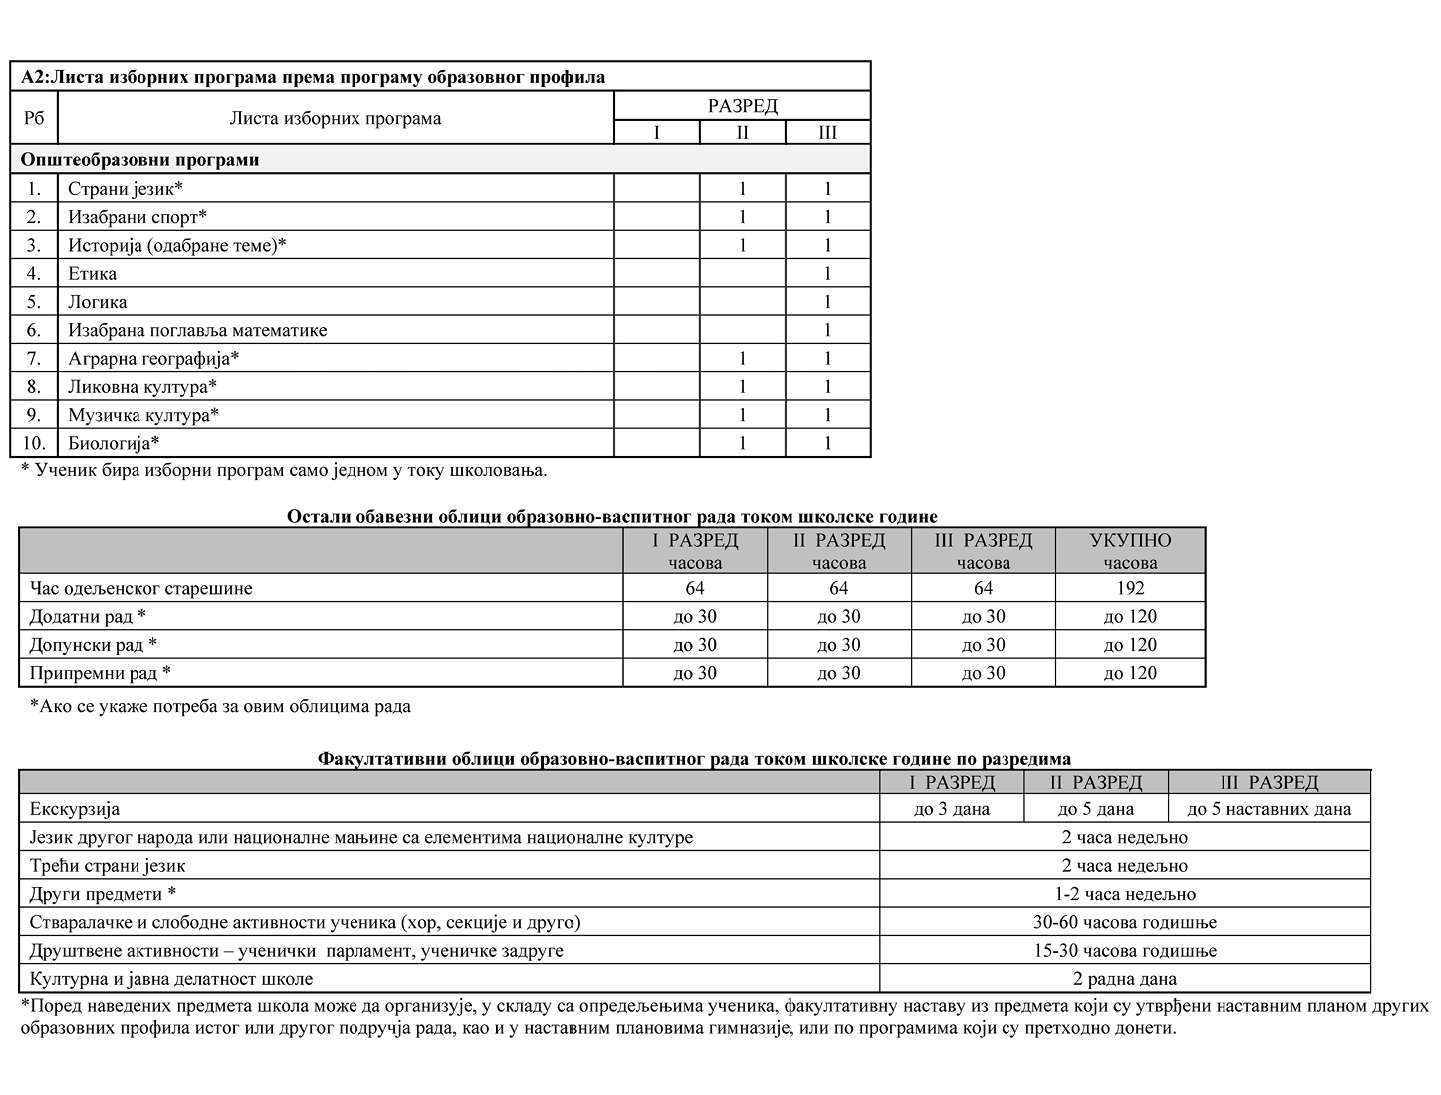 А2:Листа изборних програма према програму образовног профила
Рб Листа изборних програма РАЗРЕД
I II III
Општеобразовни програми
1. Страни језик* 1 1
2. Изабрани спорт* 1 1
3. Историја (одабране теме)* 1 1
4. Етика 1
5. Логика 1
6. Изабрана поглавља математике 1
7. Аграрна географија* 1 1
8. Ликовна култура* 1 1
9. Музичка култура* 1 1
10. Биологија* 1 1
* Ученик бира изборни програм само једном у току школовања.
Остали обавезни облици образовно-васпитног рада током школске године
I РАЗРЕД II РАЗРЕД III РАЗРЕД УКУПНО
часова часова часова часова
Час одељенског старешине 64 64 64 192
Додатни рад * до 30 до 30 до 30 до 120
Допунски рад * до 30 до 30 до 30 до 120
Припремни рад * до 30 до 30 до 30 до 120
*Ако се укаже потреба за овим облицима рада
Факултативни облици образовно-васпитног рада током школске године по разредима
I РАЗРЕД II РАЗРЕД III РАЗРЕД
Екскурзија до 3 дана до 5 дана до 5 наставних дана
Језик другог народа или националне мањине са елементима националне културе 2 часа недељно
Трећи страни језик 2 часа недељно
Други предмети * 1-2 часа недељно
Стваралачке и слободне активности ученика (хор, секције и друго) 30-60 часова годишње
Друштвене активности – ученички парламент, ученичке задруге 15-30 часова годишње
Културна и јавна делатност школе 2 радна дана
*Поред наведених предмета школа може да организује, у складу са опредељењима ученика, факултативну наставу из предмета који су утврђени наставним планом других
образовних профила истог или другог подручја рада, као и у наставним плановима гимназије, или по програмима који су претходно донети.